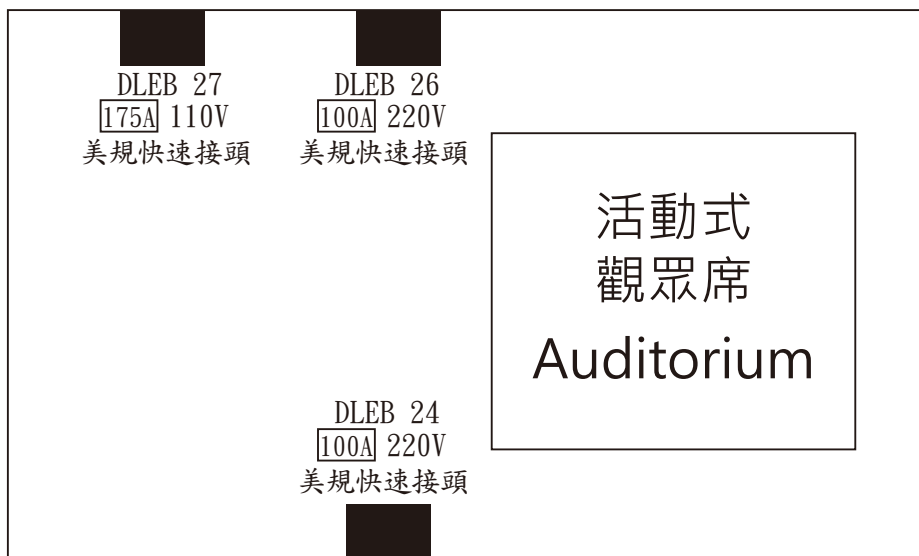 DLEB 27
175A 110V
美規快速接頭
DLEB 26
100A 220V
美規快速接頭
活動式
觀眾席
Auditorium
DLEB 24
100A 220V
美規快速接頭